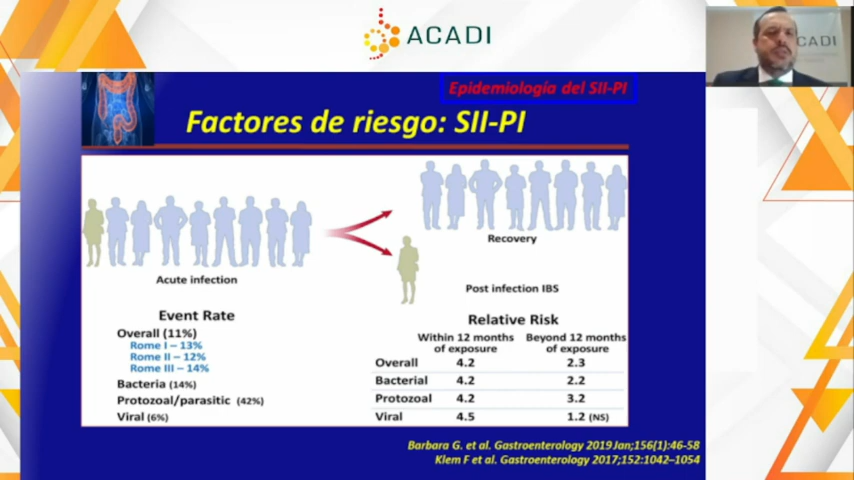 ACADI
CADI
Epidemiología del SII-PI
Factores de riesgo: SII-PI
Acute infection
Recovery
Post infection IBS
Event Rate
Overall (11%)
Rome I – 13%
Rome II – 12%
Rome III – 14%
Bacteria (14%)
Protozoal/parasitic (42%)
Viral (6%)
Relative Risk
Within 12 months Beyond 12 months
of exposure of exposure
Overall 4.2 2.3
Bacterial 4.2 2.2
Protozoal 4.2 3.2
Viral 4.5 1.2 (NS)
Barbara G. et al. Gastroenterology 2019 Jan;156(1):46-58
Klem F et al. Gastroenterology 2017;152:1042–1054